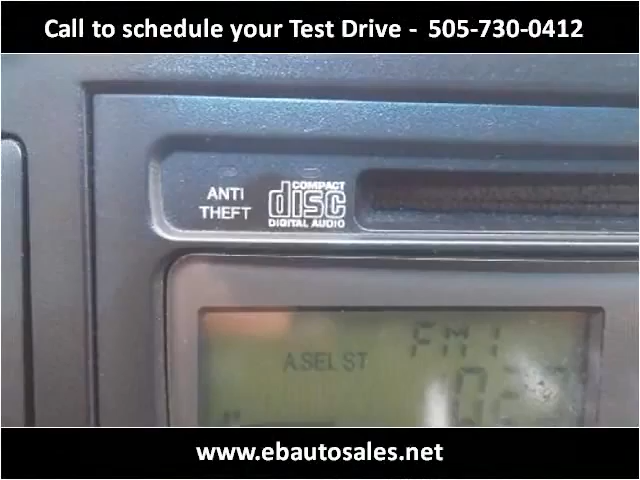 Call to schedule your Test Drive - 505-730-0412
ANTI
THEFT
COMPACT
disc
DIGITAL AUDIO
FM1
A.SEL ST
www.ebautosales.net